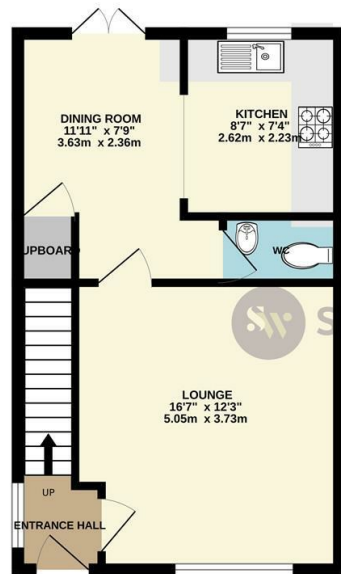 DINING ROOM
11'11" x 7'9"
3.63m x 2.36m
KITCHEN
8'7" x 7'4"
2.62m x 2.23m
UPBOARD
WC
SW S
LOUNGE
16'7" x 12'3"
5.05m x 3.73m
UP
ENTRANCE HALL